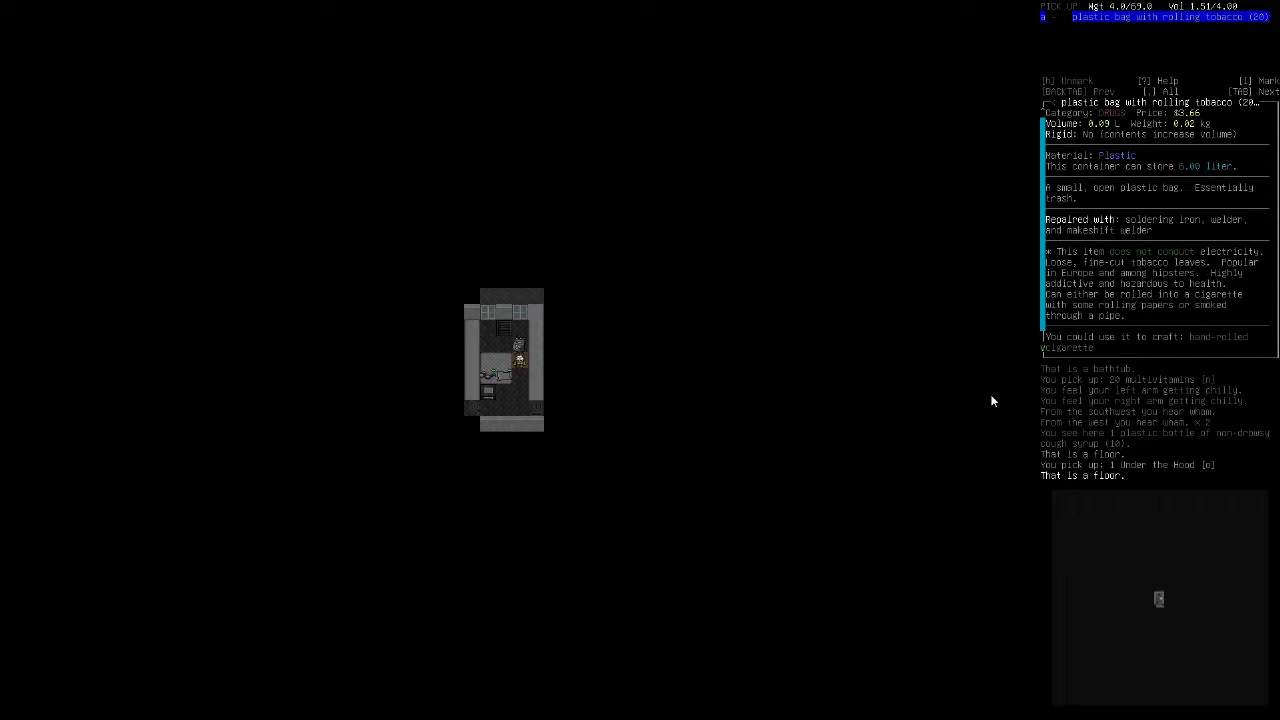 PICK UP Wgt 4.0/69.0 Vol 1.51/4.00
a - plastic bag with rolling tobacco (20)
[h] Unmark [?] Help [l] Mark
[BACKTAB] Prev [,] All [TAB] Next
< plastic bag with rolling tobacco (20…
Category: DRUGS Price: $3.66
Volume: 0.09 L Weight: 0.02 kg
Rigid: No (contents increase volume)
Material: Plastic
This container can store 6.00 liter.
A small, open plastic bag. Essentially
trash.
Repaired with: soldering iron, welder,
and makeshift welder
* This item does not conduct electricity.
Loose, fine-cut tobacco leaves. Popular
in Europe and among hipsters. Highly
addictive and hazardous to health.
Can either be rolled into a cigarette
with some rolling papers or smoked
through a pipe.
You could use it to craft: hand-rolled
cigarette
That is a bathtub.
You pick up: 20 multivitamins [n]
You feel your left arm getting chilly.
You feel your right arm getting chilly.
From the southwest you hear wham.
From the west you hear wham. x 2
You see here 1 plastic bottle of non-drowsy
cough syrup (10).
That is a floor.
You pick up: 1 Under the Hood [o]
That is a floor.